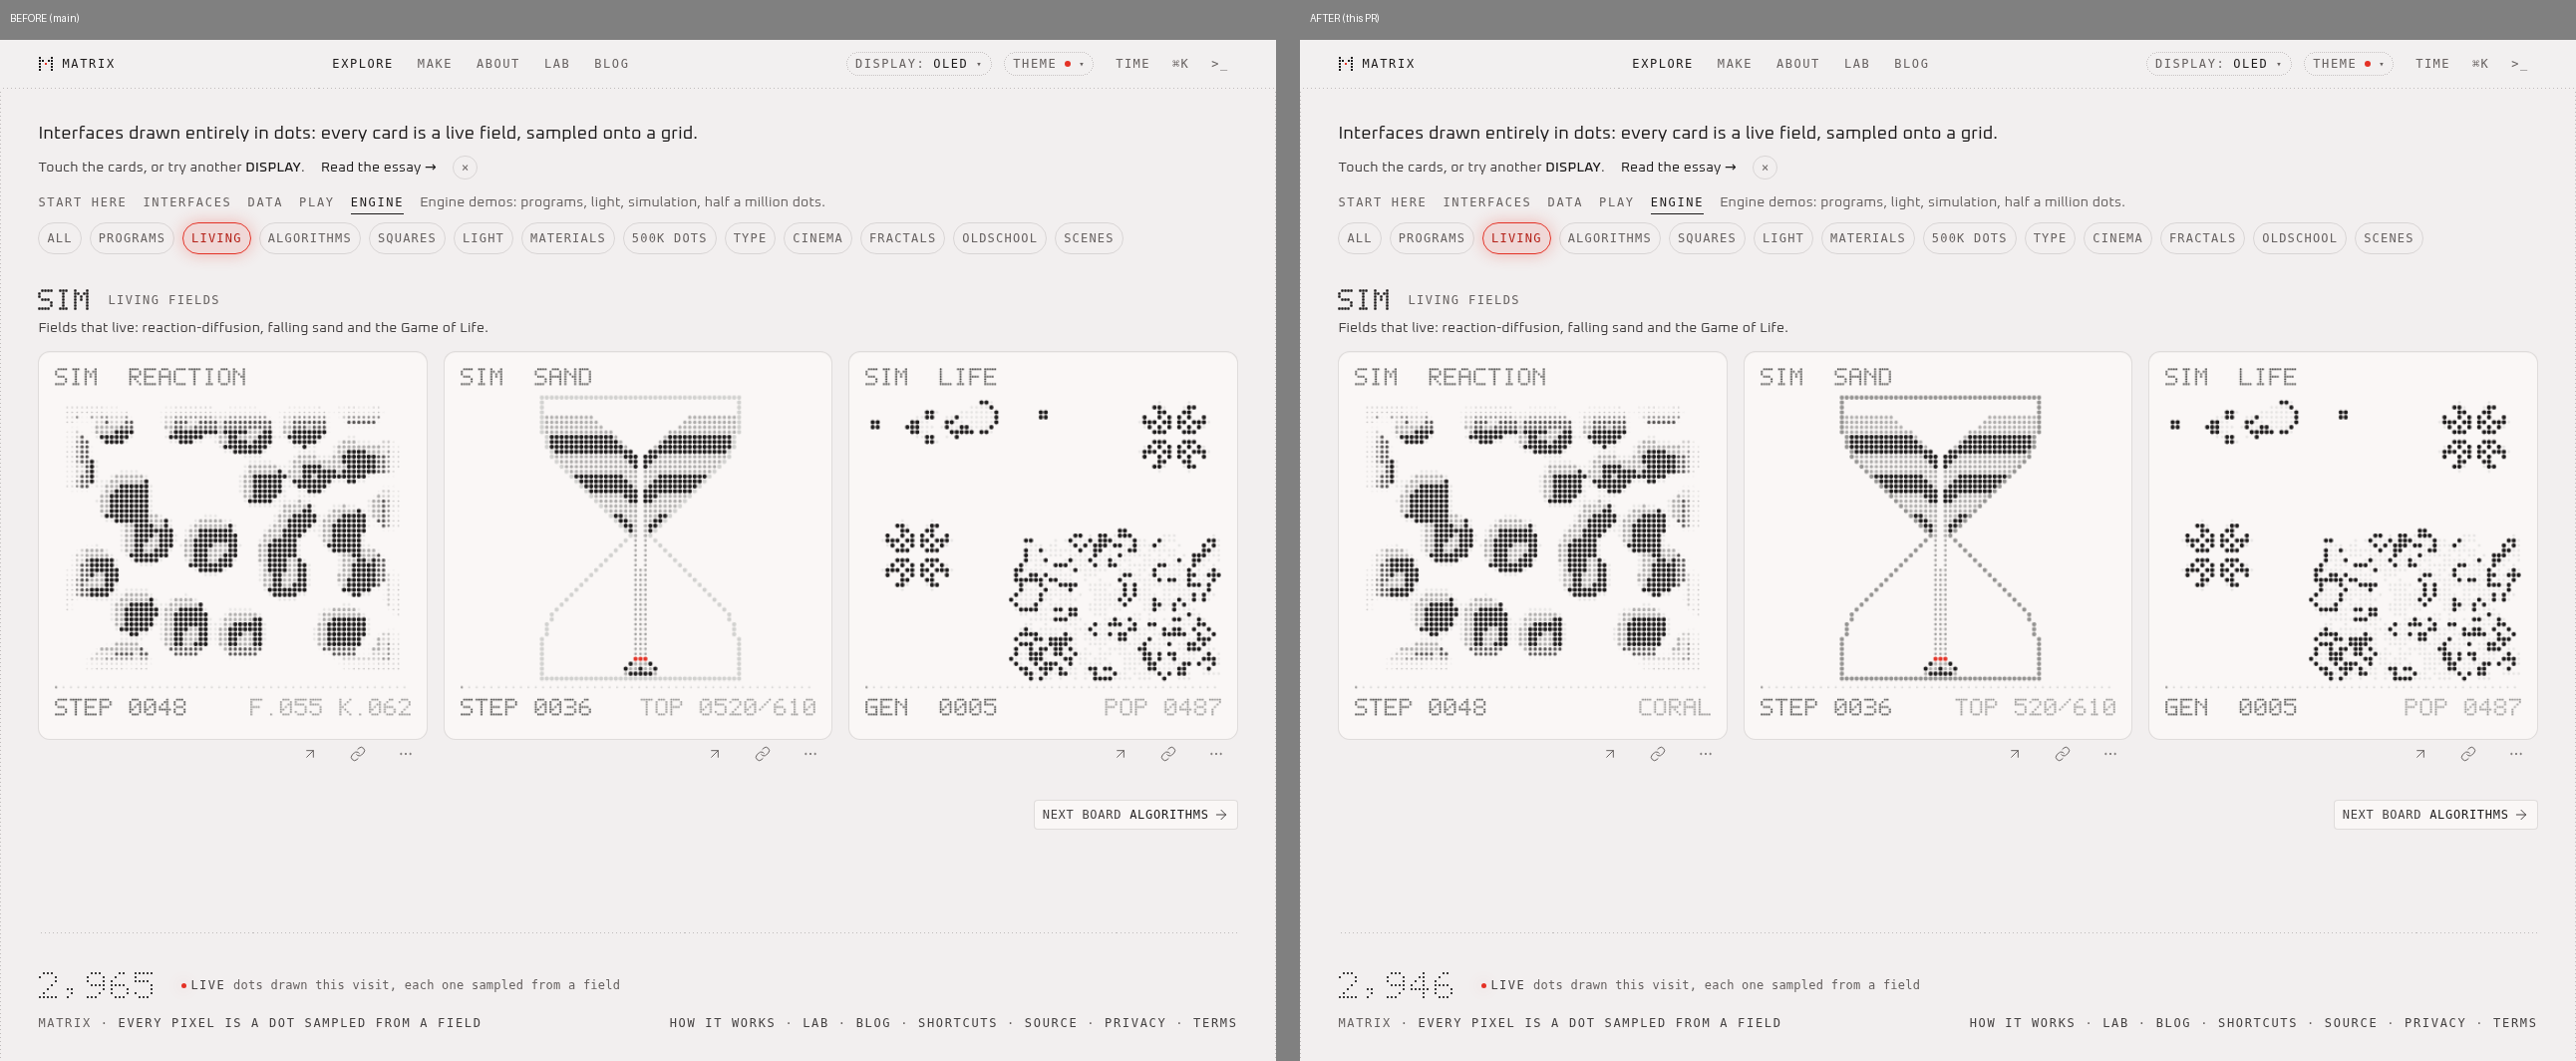 BEFORE (main)
MATRIX EXPLORE MAKE ABOUT LAB BLOG DISPLAY: OLED ▾ THEME ● ▾ TIME ⌘K >_
Interfaces drawn entirely in dots: every card is a live field, sampled onto a grid.
Touch the cards, or try another DISPLAY. Read the essay → ×
START HERE INTERFACES DATA PLAY ENGINE Engine demos: programs, light, simulation, half a million dots.
ALL PROGRAMS LIVING ALGORITHMS SQUARES LIGHT MATERIALS 500K DOTS TYPE CINEMA FRACTALS OLDSCHOOL SCENES
SIM LIVING FIELDS
Fields that live: reaction-diffusion, falling sand and the Game of Life.
SIM REACTION
STEP 0048 F.055 K.062
SIM SAND
STEP 0036 TOP 0520/610
SIM LIFE
GEN 0005 POP 0487
NEXT BOARD ALGORITHMS →
2,965 LIVE dots drawn this visit, each one sampled from a field
MATRIX · EVERY PIXEL IS A DOT SAMPLED FROM A FIELD
HOW IT WORKS · LAB · BLOG · SHORTCUTS · SOURCE · PRIVACY · TERMS
AFTER (this PR)
MATRIX EXPLORE MAKE ABOUT LAB BLOG DISPLAY: OLED ▾ THEME ● ▾ TIME ⌘K >_
Interfaces drawn entirely in dots: every card is a live field, sampled onto a grid.
Touch the cards, or try another DISPLAY. Read the essay → ×
START HERE INTERFACES DATA PLAY ENGINE Engine demos: programs, light, simulation, half a million dots.
ALL PROGRAMS LIVING ALGORITHMS SQUARES LIGHT MATERIALS 500K DOTS TYPE CINEMA FRACTALS OLDSCHOOL SCENES
SIM LIVING FIELDS
Fields that live: reaction-diffusion, falling sand and the Game of Life.
SIM REACTION
STEP 0048 CORAL
SIM SAND
STEP 0036 TOP 520/610
SIM LIFE
GEN 0005 POP 0487
NEXT BOARD ALGORITHMS →
2,946 LIVE dots drawn this visit, each one sampled from a field
MATRIX · EVERY PIXEL IS A DOT SAMPLED FROM A FIELD
HOW IT WORKS · LAB · BLOG · SHORTCUTS · SOURCE · PRIVACY · TERMS